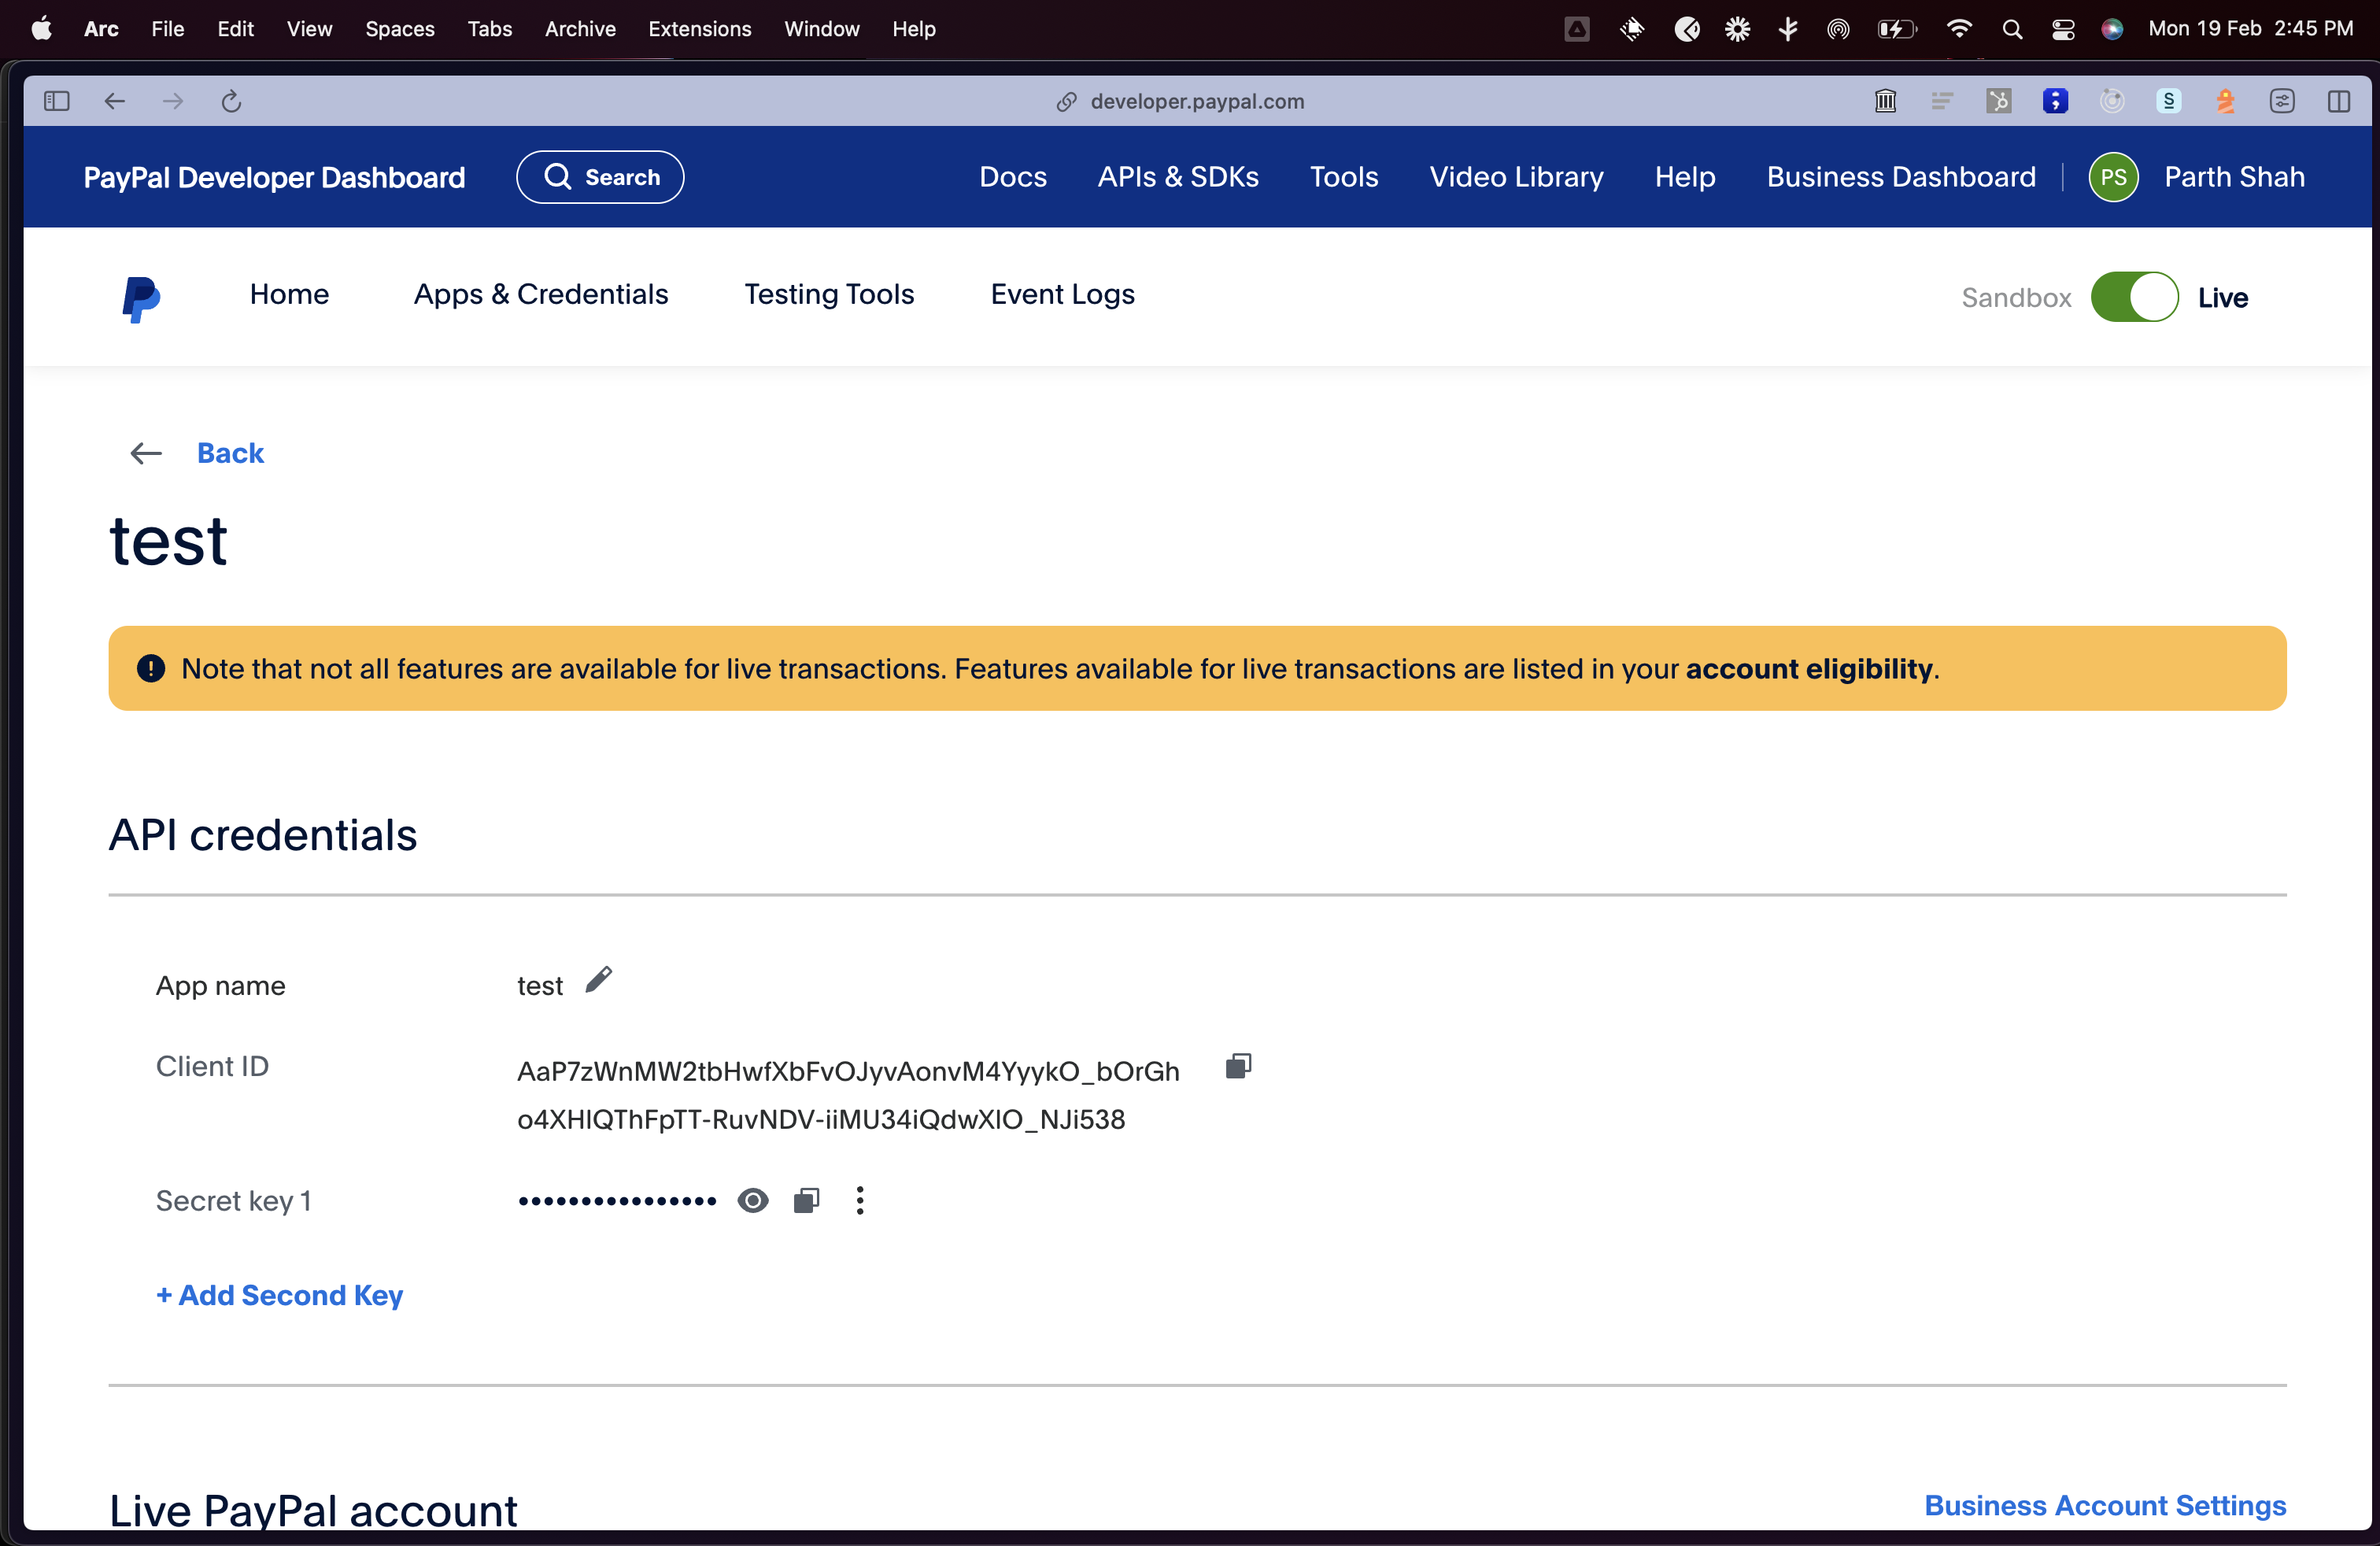 Arc File Edit View Spaces Tabs Archive Extensions Window Help Mon 19 Feb 2:45 PM
developer.paypal.com
S
PayPal Developer Dashboard Search Docs APIs & SDKs Tools Video Library Help Business Dashboard PS Parth Shah
Home Apps & Credentials Testing Tools Event Logs Sandbox Live
Back
test
Note that not all features are available for live transactions. Features available for live transactions are listed in your account eligibility.
API credentials
App name test
Client ID AaP7zWnMW2tbHwfXbFvOJyvAonvM4YyykO_bOrGh
o4XHlQThFpTT-RuvNDV-iiMU34iQdwXlO_NJi538
Secret key 1 ••••••••••••••••
+ Add Second Key
Live PayPal account Business Account Settings